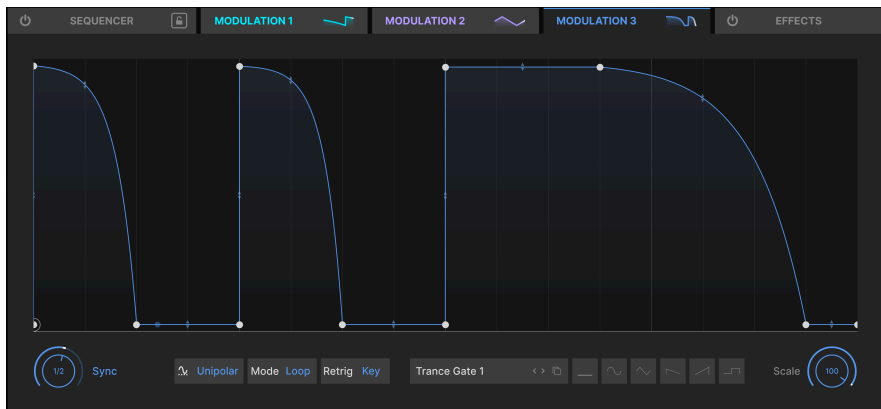 SEQUENCER MODULATION 1 MODULATION 2 MODULATION 3 EFFECTS
1/2 Sync Unipolar Mode Loop Retrig Key Trance Gate 1 Scale 100